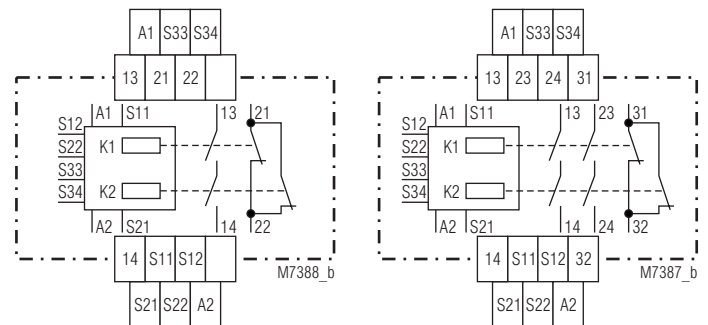 A1 S33 S34
13 21 22
A1 S11 13 21
S12
S22
S33
S34
K1
K2
A2 S21 14 22
14 S11 S12
M7388_b
S21 S22 A2
A1 S33 S34
13 23 24 31
A1 S11 13 23 31
S12
S22
S33
S34
K1
K2
A2 S21 14 24 32
14 S11 S12 32
M7387_b
S21 S22 A2